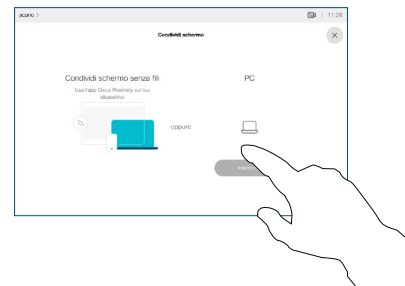 acano >
11:28
Condividi schermo
Condividi schermo senza fili
Usa l'app Cisco Proximity sul tuo
dispositivo
PC
oppure